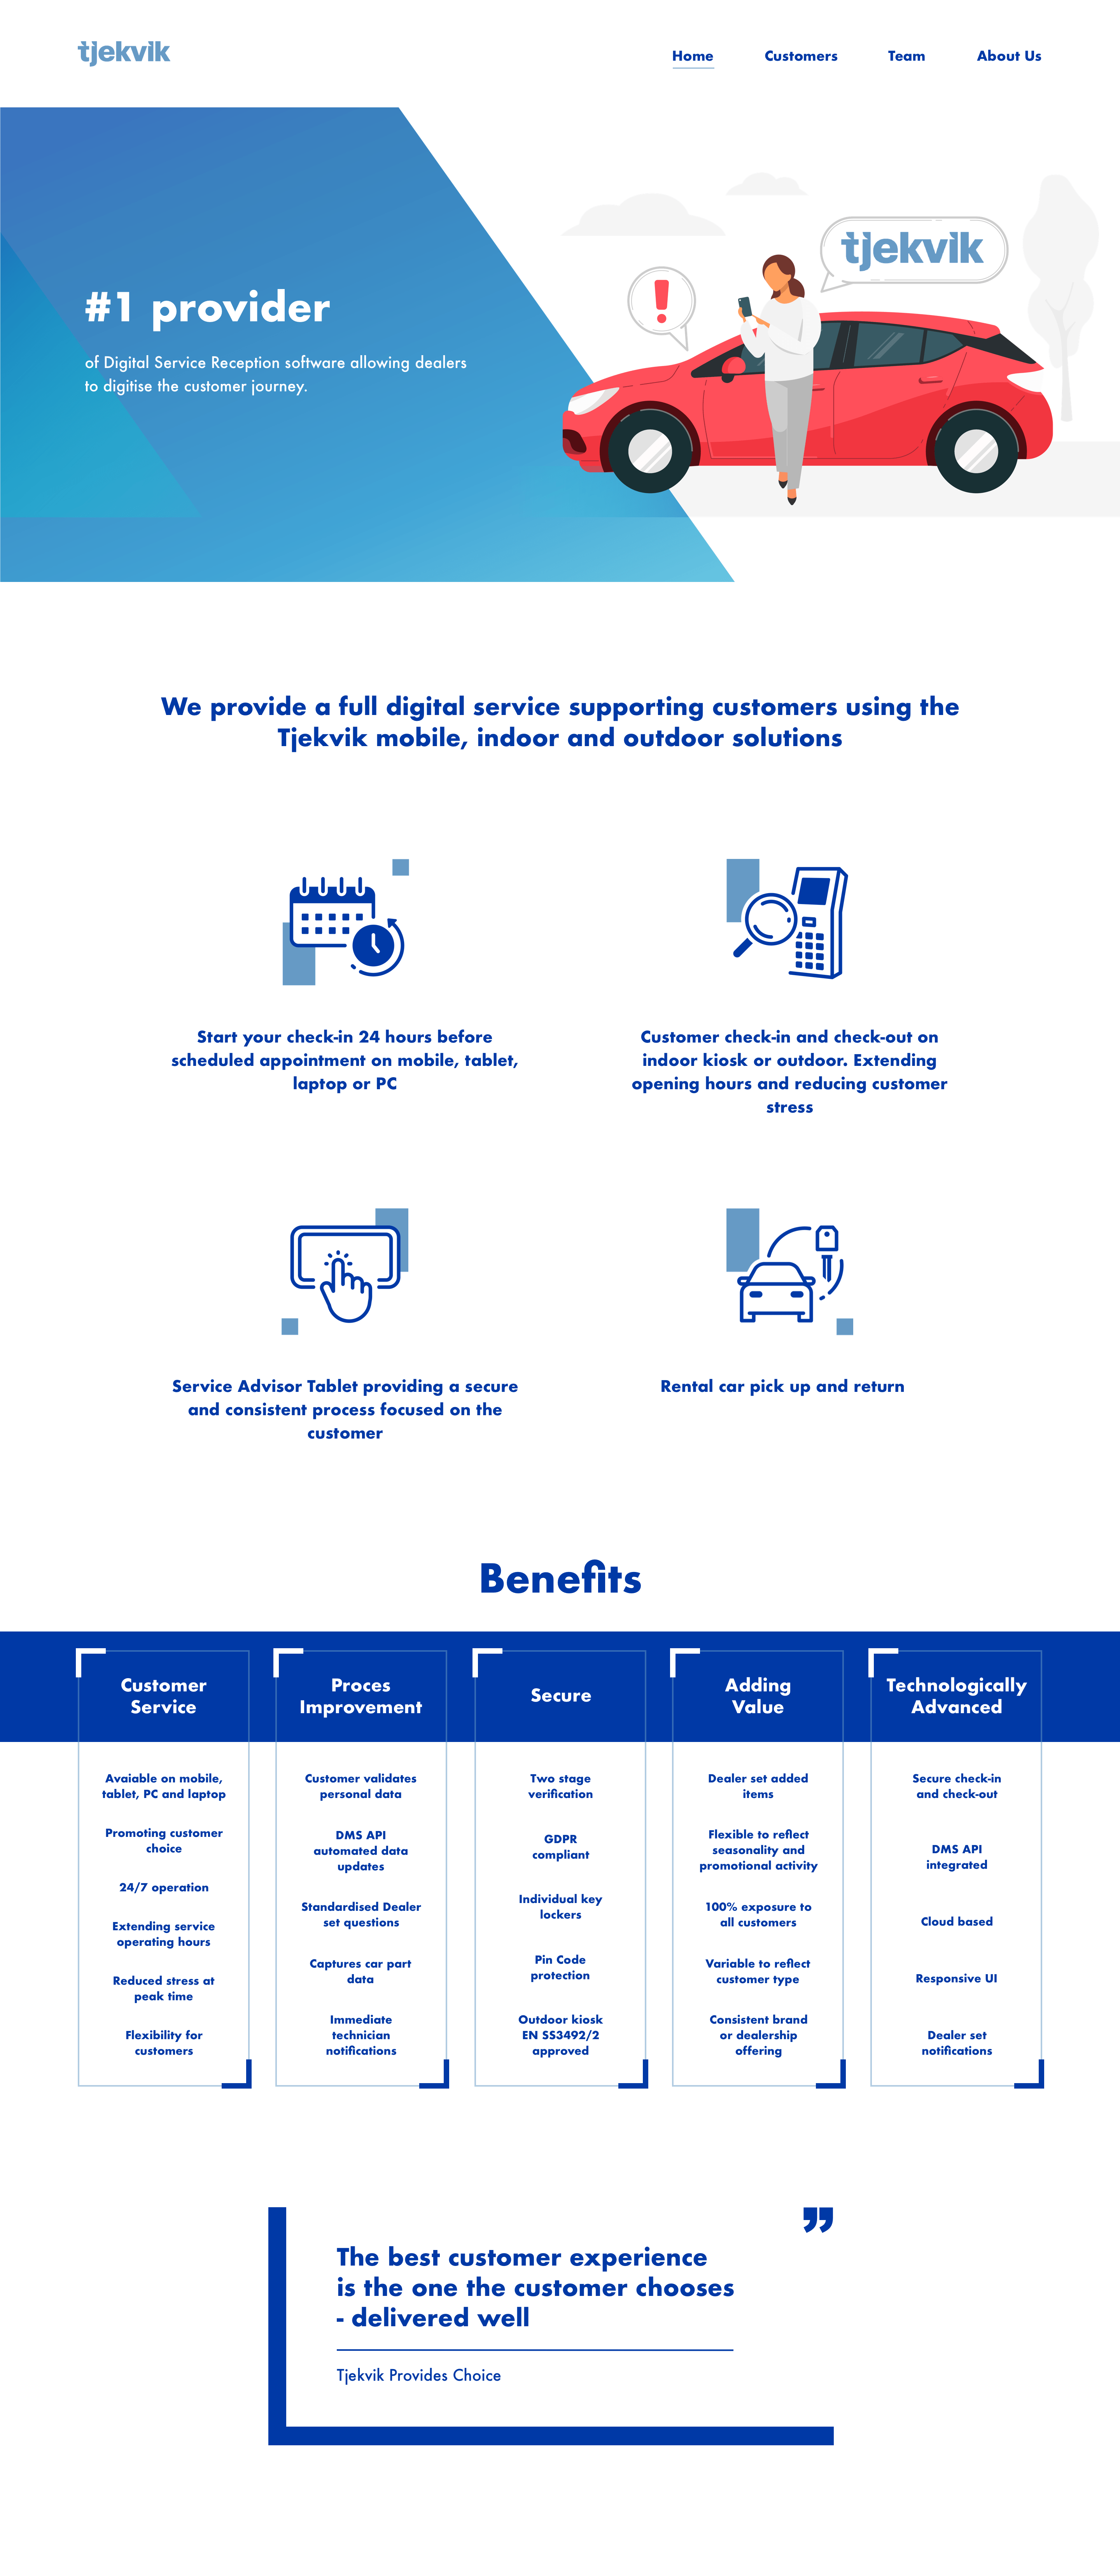 tjekvik
Home Customers Team About Us
tjekvik
!
#1 provider
of Digital Service Reception software allowing dealers
to digitise the customer journey.
We provide a full digital service supporting customers using the
Tjekvik mobile, indoor and outdoor solutions
Start your check-in 24 hours before
scheduled appointment on mobile, tablet,
laptop or PC
Customer check-in and check-out on
indoor kiosk or outdoor. Extending
opening hours and reducing customer
stress
Service Advisor Tablet providing a secure
and consistent process focused on the
customer
Rental car pick up and return
Benefits
Customer
Service
Avaiable on mobile,
tablet, PC and laptop
Promoting customer
choice
24/7 operation
Extending service
operating hours
Reduced stress at
peak time
Flexibility for
customers
Proces
Improvement
Customer validates
personal data
DMS API
automated data
updates
Standardised Dealer
set questions
Captures car part
data
Immediate
technician
notifications
Secure
Two stage
verification
GDPR
compliant
Individual key
lockers
Pin Code
protection
Outdoor kiosk
EN SS3492/2
approved
Adding
Value
Dealer set added
items
Flexible to reflect
seasonality and
promotional activity
100% exposure to
all customers
Variable to reflect
customer type
Consistent brand
or dealership
offering
Technologically
Advanced
Secure check-in
and check-out
DMS API
integrated
Cloud based
Responsive UI
Dealer set
notifications
”
The best customer experience
is the one the customer chooses
- delivered well
Tjekvik Provides Choice